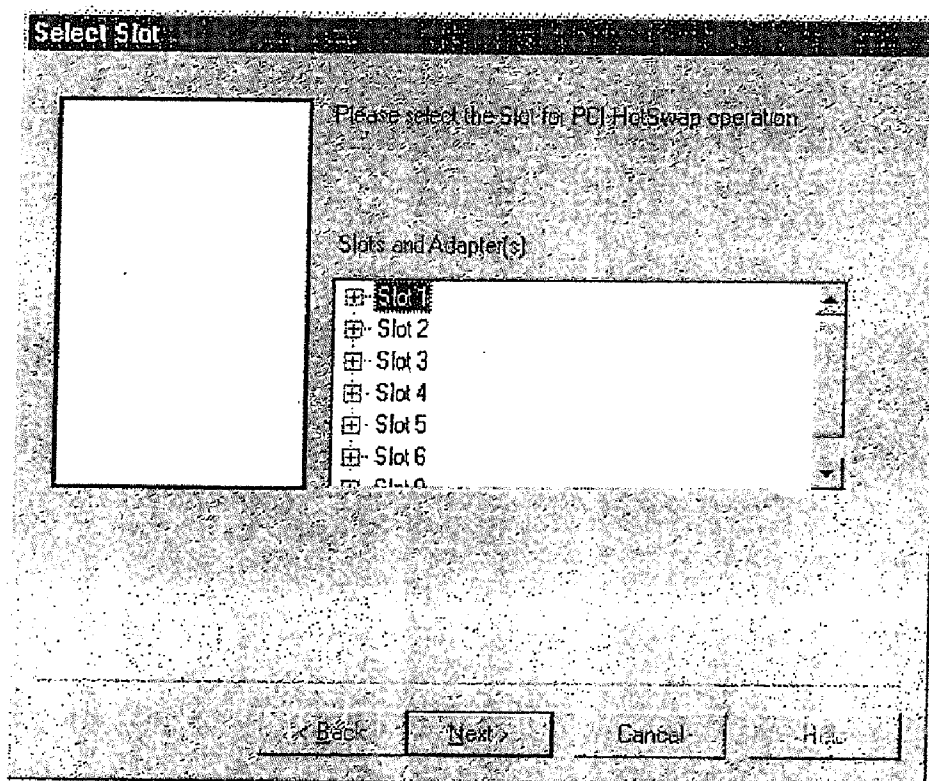 Select Slot
Please select the Slot for PCI HotSwap operation
Slots and Adapter(s)
Slot 1
Slot 2
Slot 3
Slot 4
Slot 5
Slot 6
< Back
Next >
Cancel